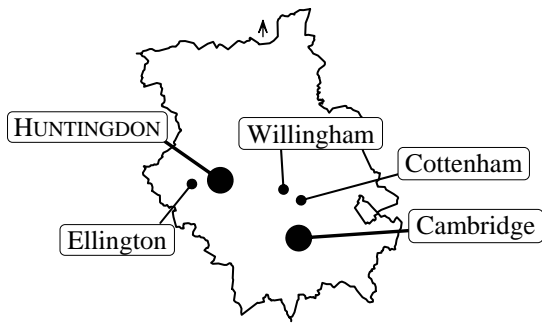 HUNTINGDON
Willingham
Cottenham
Ellington
Cambridge